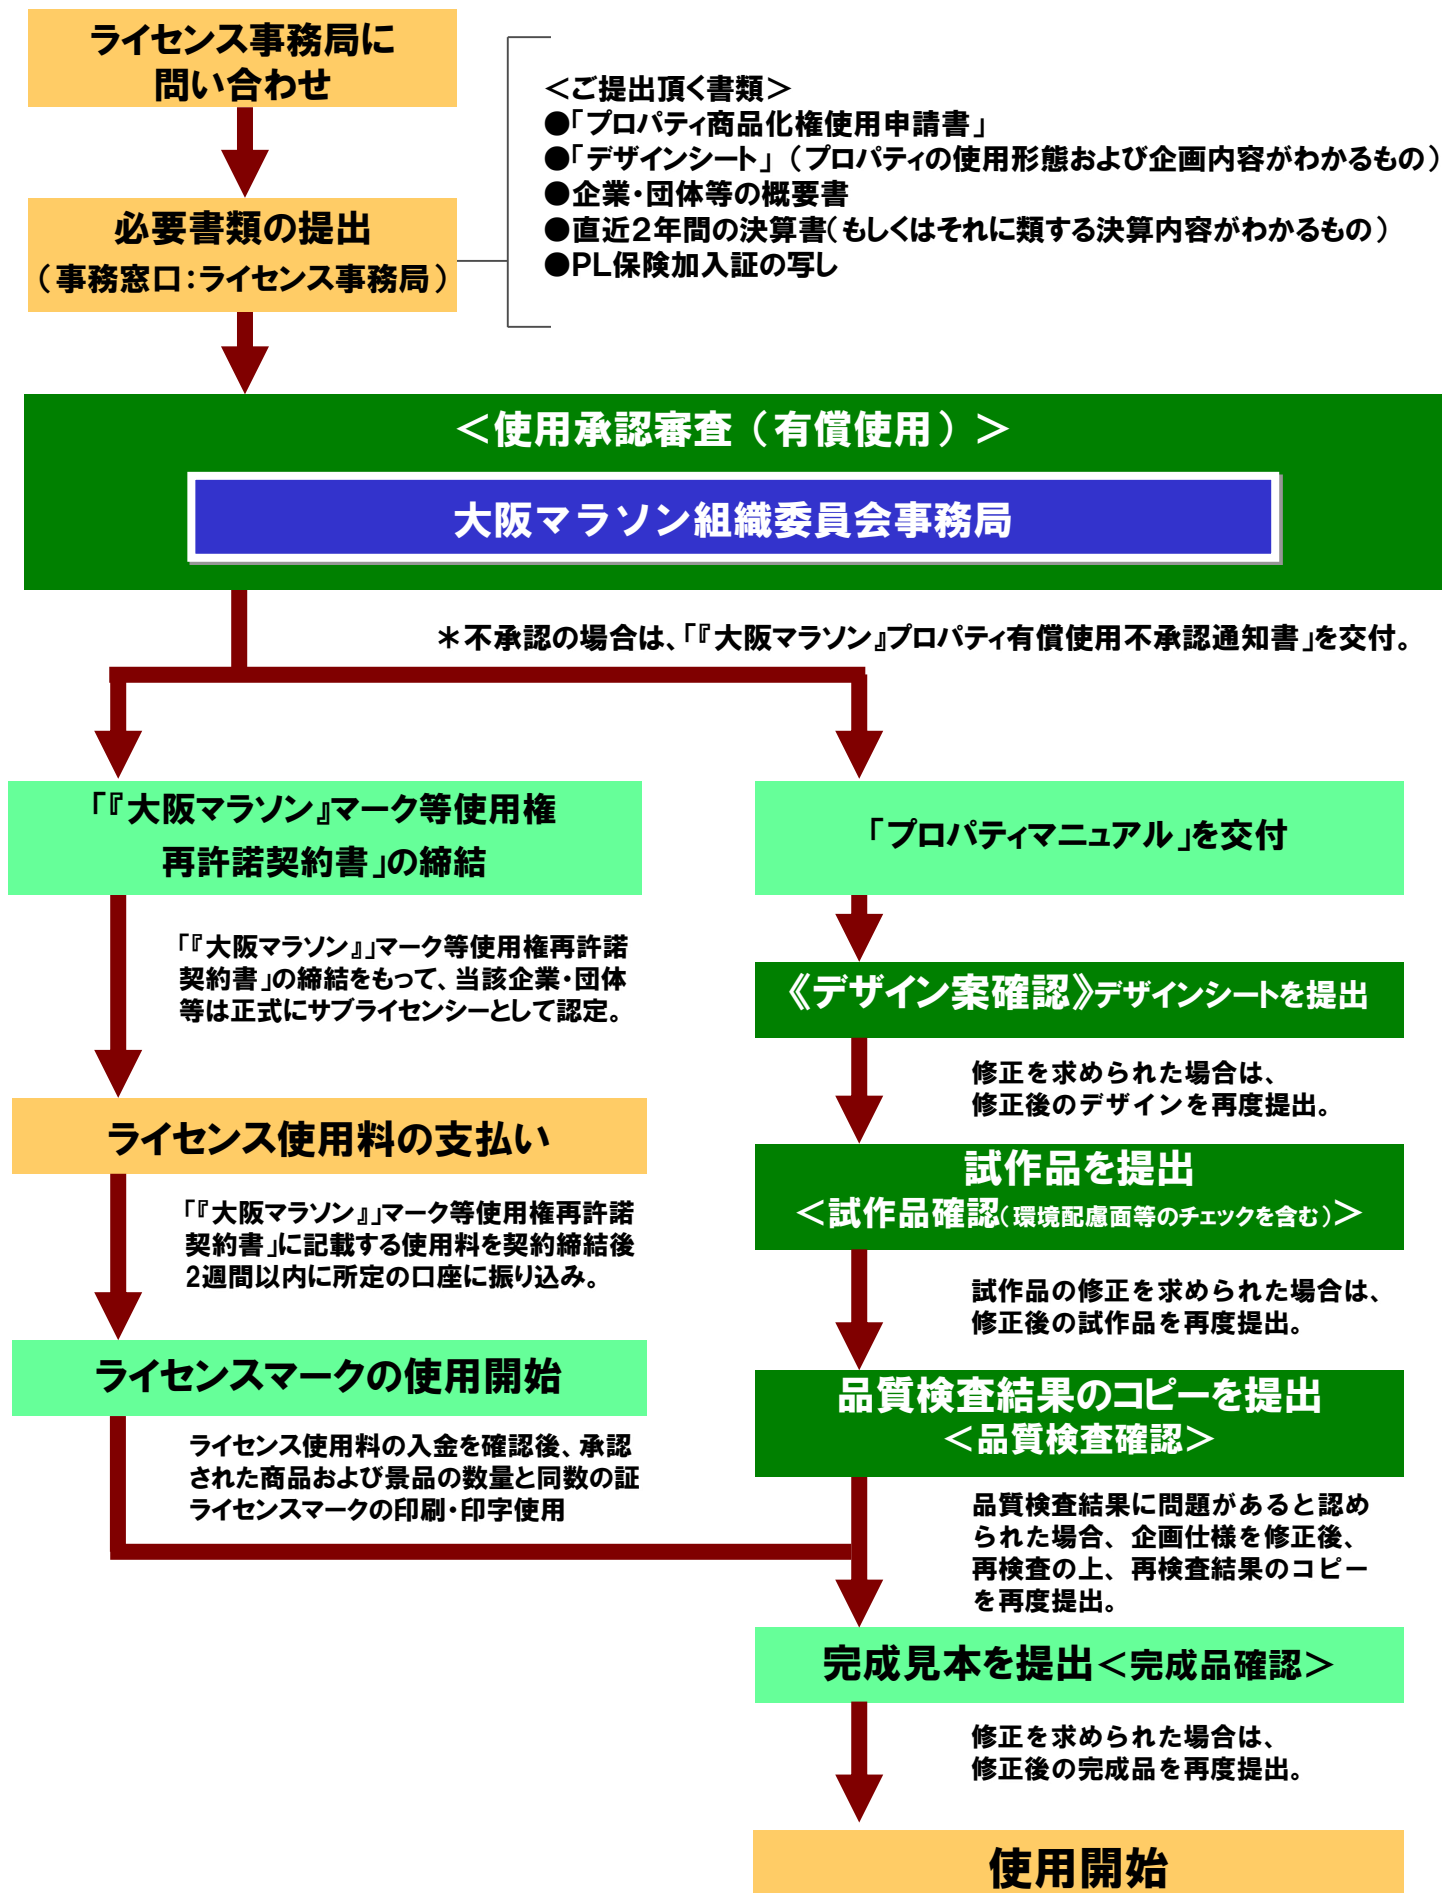 ライセンス事務局に
問い合わせ
必要書類の提出
（事務窓口：ライセンス事務局）
＜ご提出頂く書類＞
●「プロパティ商品化権使用申請書」
●「デザインシート」（プロパティの使用形態および企画内容がわかるもの）
●企業・団体等の概要書
●直近２年間の決算書（もしくはそれに類する決算内容がわかるもの）
●PL保険加入証の写し
＜使用承認審査（有償使用）＞
大阪マラソン組織委員会事務局
＊不承認の場合は、「『大阪マラソン』プロパティ有償使用不承認通知書」を交付。
「『大阪マラソン』マーク等使用権
再許諾契約書」の締結
「『大阪マラソン』」マーク等使用権再許諾
契約書」の締結をもって、当該企業・団体
等は正式にサブライセンシーとして認定。
ライセンス使用料の支払い
「『大阪マラソン』」マーク等使用権再許諾
契約書」に記載する使用料を契約締結後
2週間以内に所定の口座に振り込み。
ライセンスマークの使用開始
ライセンス使用料の入金を確認後、承認
された商品および景品の数量と同数の証
ライセンスマークの印刷・印字使用
「プロパティマニュアル」を交付
《デザイン案確認》デザインシートを提出
修正を求められた場合は、
修正後のデザインを再度提出。
試作品を提出
＜試作品確認（環境配慮面等のチェックを含む）＞
試作品の修正を求められた場合は、
修正後の試作品を再度提出。
品質検査結果のコピーを提出
＜品質検査確認＞
品質検査結果に問題があると認め
られた場合、企画仕様を修正後、
再検査の上、再検査結果のコピー
を再度提出。
完成見本を提出＜完成品確認＞
修正を求められた場合は、
修正後の完成品を再度提出。
使用開始